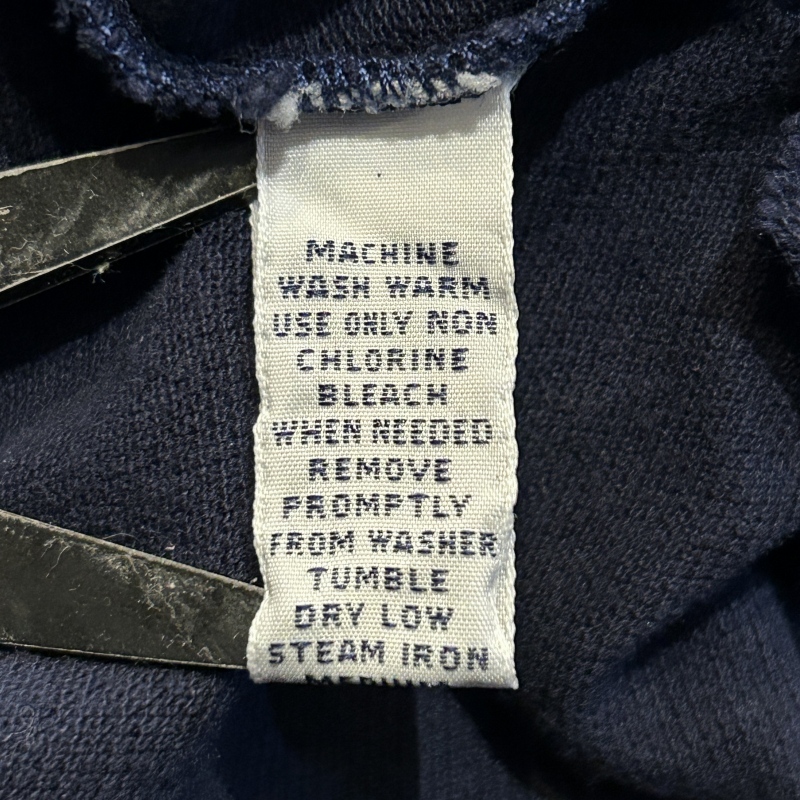 MACHINE
WASH WARM
USE ONLY NON
CHLORINE
BLEACH
WHEN NEEDED
REMOVE
PROMPTLY
FROM WASHER
TUMBLE
DRY LOW
STEAM IRON